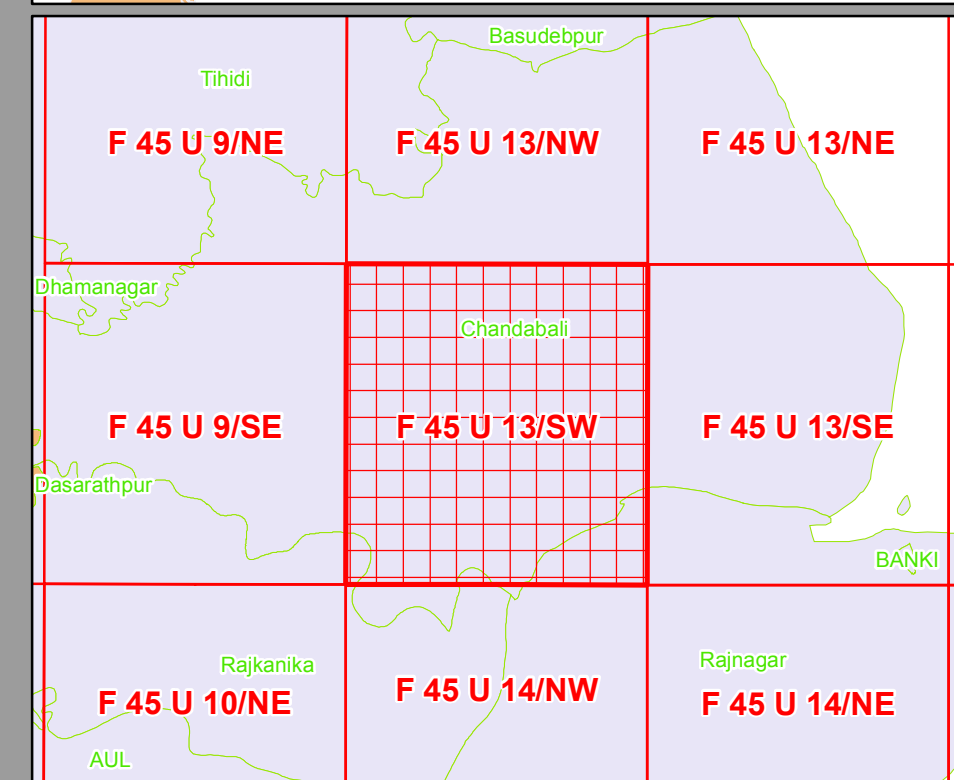 Basudebpur
Tihidi
F 45 U 9/NE
F 45 U 13/NW
F 45 U 13/NE
Dhamanagar
Chandabali
F 45 U 9/SE
F 45 U 13/SW
F 45 U 13/SE
Dasarathpur
BANKI
Rajkanika
Rajnagar
F 45 U 10/NE
F 45 U 14/NW
F 45 U 14/NE
AUL